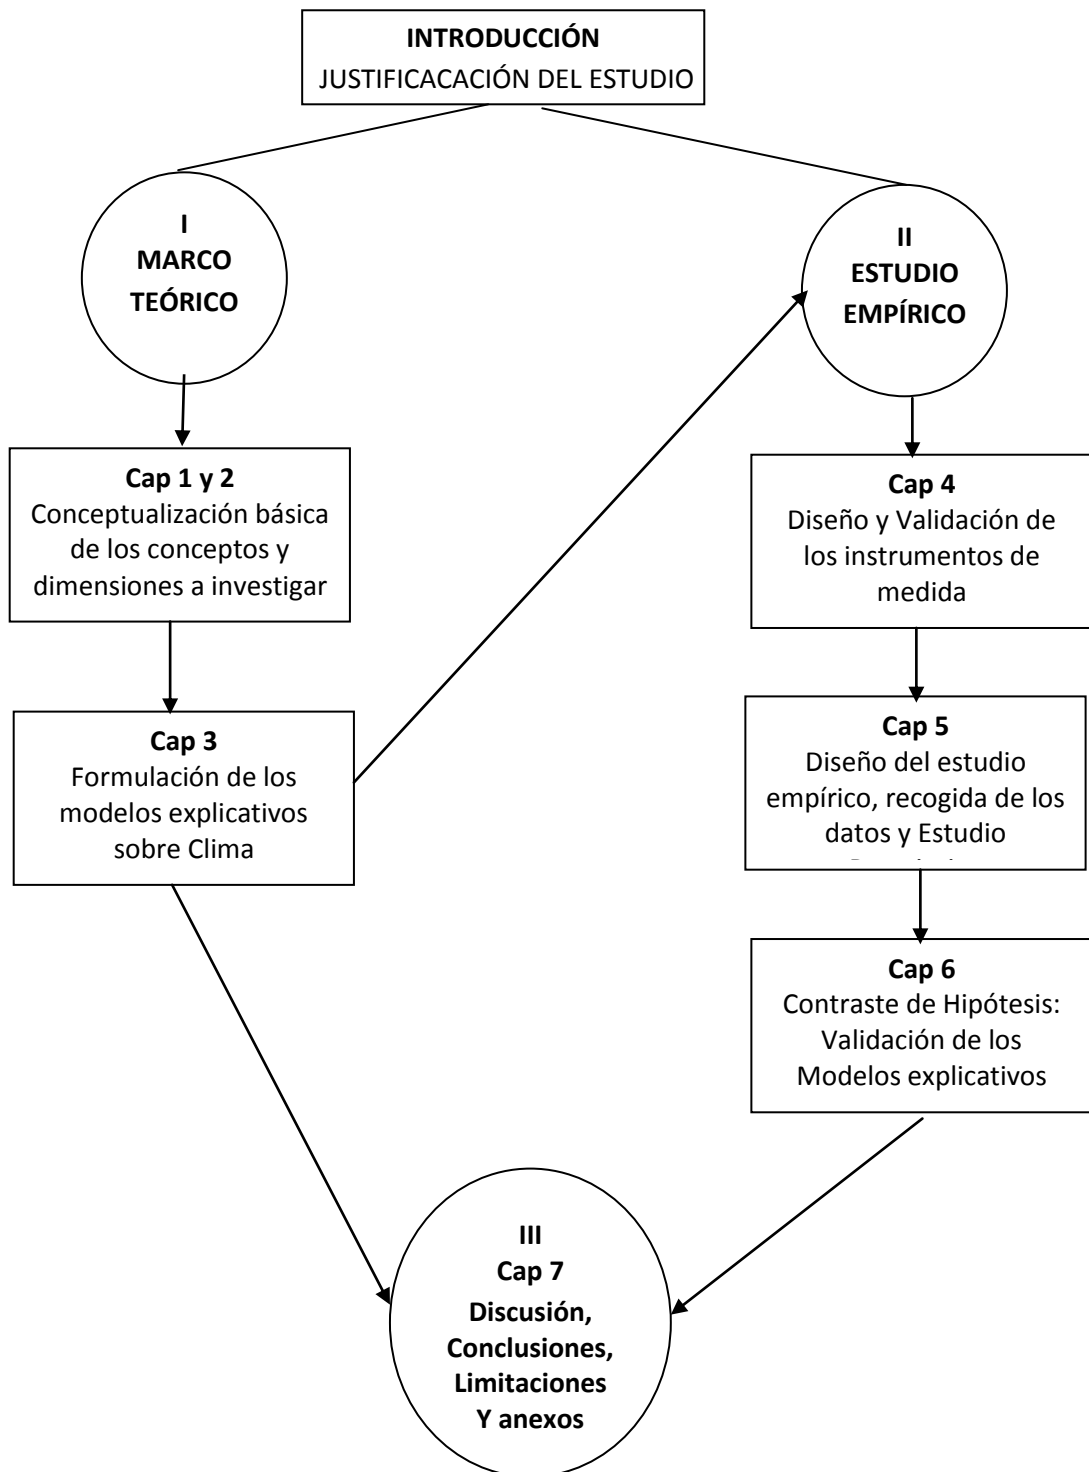 INTRODUCCIÓN
JUSTIFICACACIÓN DEL ESTUDIO
I
MARCO
TEÓRICO
Cap 1 y 2
Conceptualización básica
de los conceptos y
dimensiones a investigar
Cap 3
Formulación de los
modelos explicativos
sobre Clima
II
ESTUDIO
EMPÍRICO
Cap 4
Diseño y Validación de
los instrumentos de
medida
Cap 5
Diseño del estudio
empírico, recogida de los
datos y Estudio
Cap 6
Contraste de Hipótesis:
Validación de los
Modelos explicativos
III
Cap 7
Discusión,
Conclusiones,
Limitaciones
Y anexos